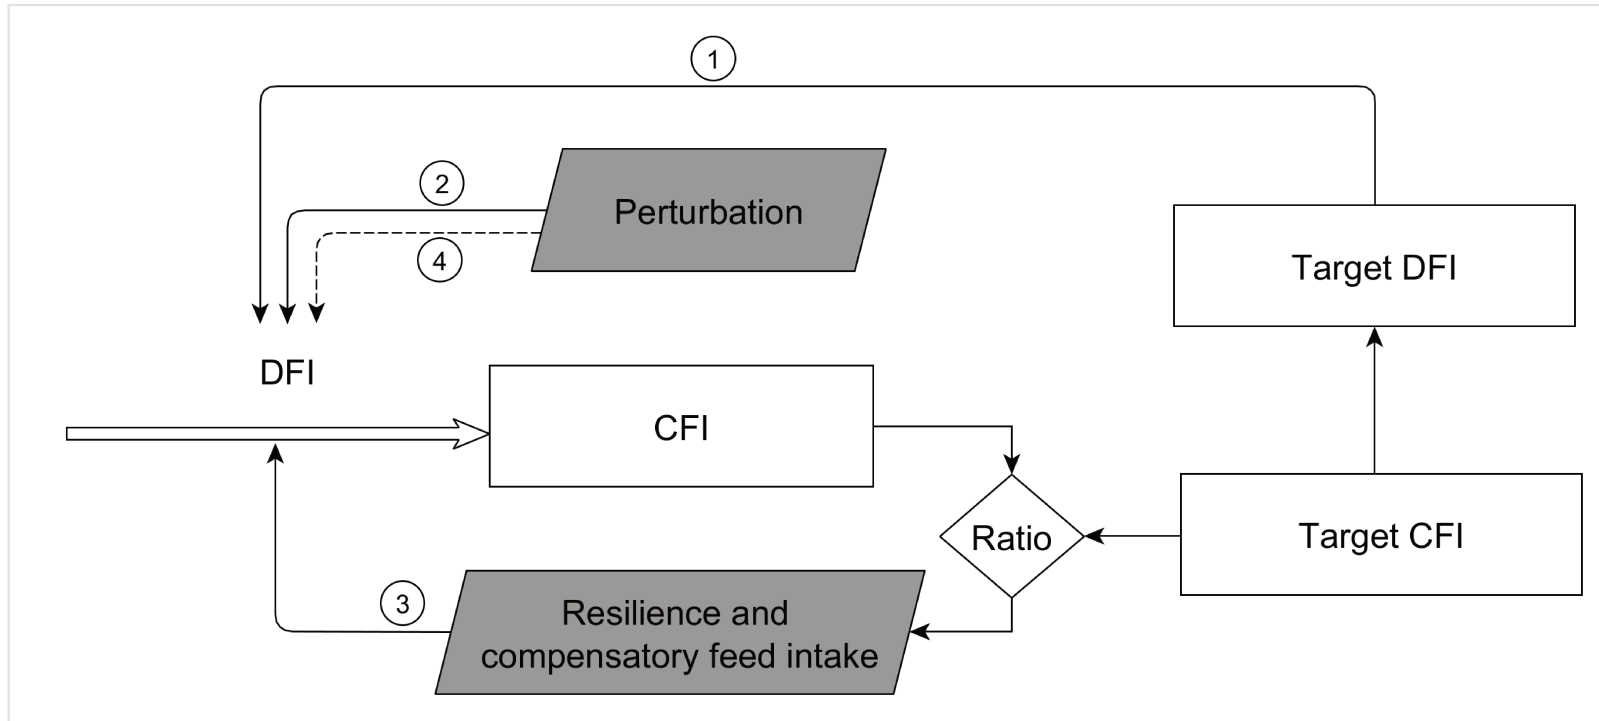 1
2
Perturbation
4
Target DFI
DFI
CFI
Ratio
Target CFI
3
Resilience and
compensatory feed intake